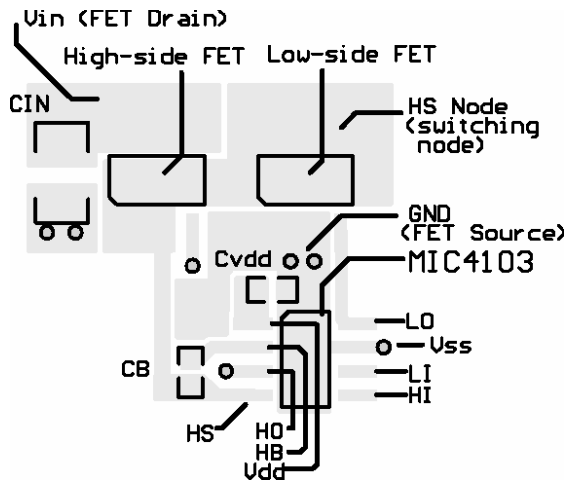 Vin (FET Drain)
High-side FET
Low-side FET
CIN
HS Node
(switching
node)
GND
(FET Source)
Cvdd
MIC4103
LO
Vss
CB
LI
HI
HS
HO
HB
Vdd